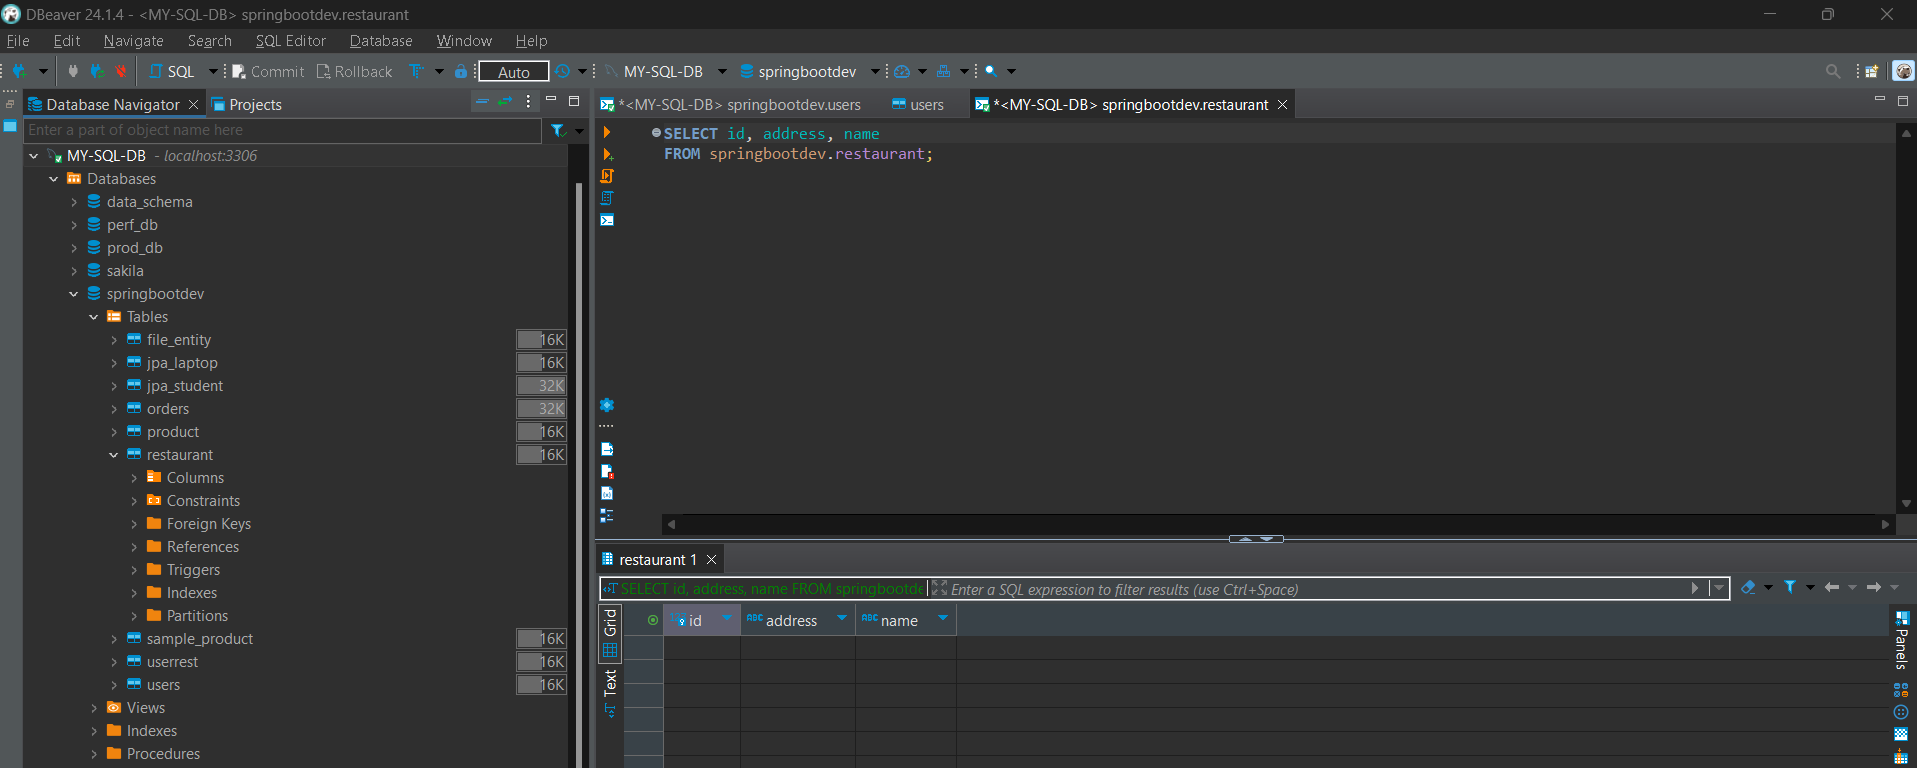 DBeaver 24.1.4 - <MY-SQL-DB> springbootdev.restaurant
File Edit Navigate Search SQL Editor Database Window Help
SQL Commit Rollback Auto MY-SQL-DB springbootdev
Database Navigator Projects
Enter a part of object name here
MY-SQL-DB - localhost:3306
Databases
data_schema
perf_db
prod_db
sakila
springbootdev
Tables
file_entity 16K
jpa_laptop 16K
jpa_student 32K
orders 32K
product 16K
restaurant 16K
Columns
Constraints
Foreign Keys
References
Triggers
Indexes
Partitions
sample_product 16K
userrest 16K
users 16K
Views
Indexes
Procedures
*<MY-SQL-DB> springbootdev.users users *<MY-SQL-DB> springbootdev.restaurant
SELECT id, address, name
FROM springbootdev.restaurant;
restaurant 1
SELECT id, address, name FROM springbootde Enter a SQL expression to filter results (use Ctrl+Space)
Grid
Text
id ABC address ABC name
Panels